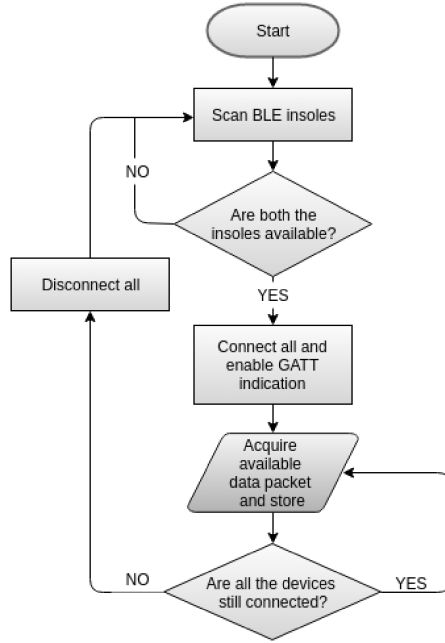 Start
Scan BLE insoles
NO
Are both the
insoles available?
Disconnect all
YES
Connect all and
enable GATT
indication
Acquire
available
data packet
and store
NO
Are all the devices
still connected?
YES